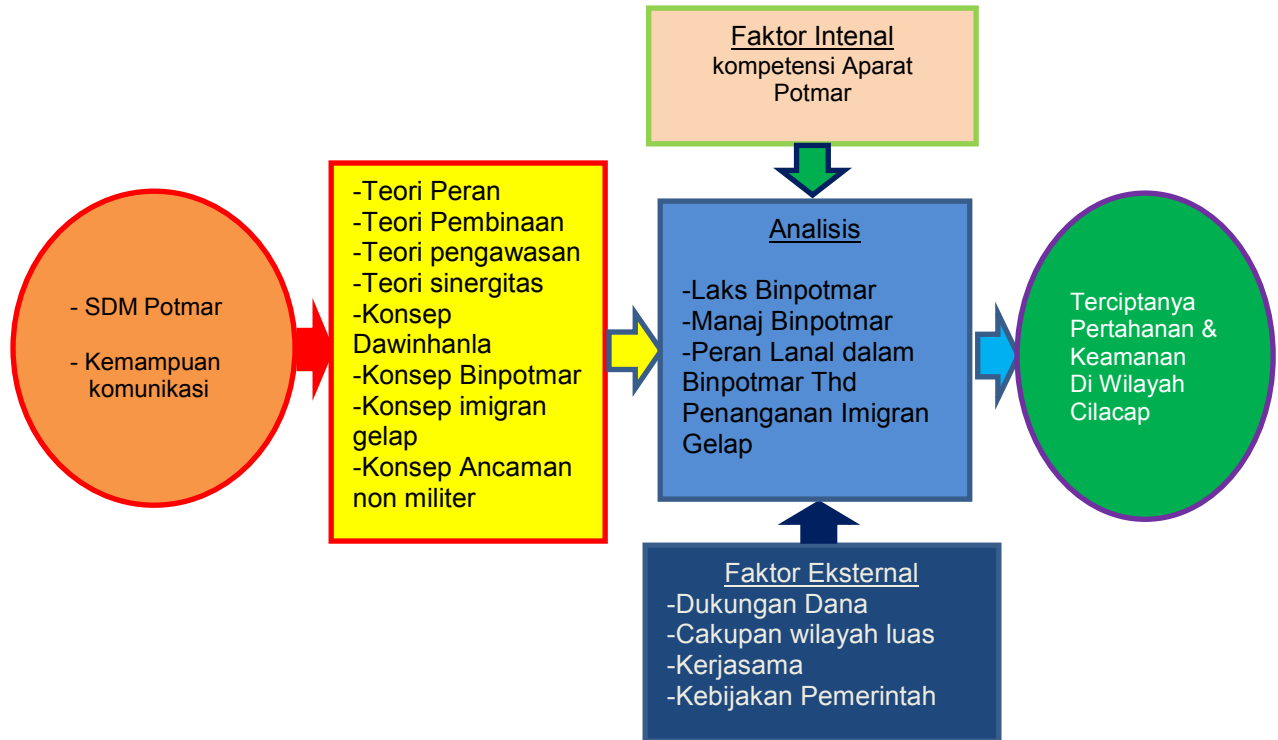 Faktor Intenal
kompetensi Aparat
Potmar
- SDM Potmar
- Kemampuan
komunikasi
-Teori Peran
-Teori Pembinaan
-Teori pengawasan
-Teori sinergitas
-Konsep
Dawinhanla
-Konsep Binpotmar
-Konsep imigran
gelap
-Konsep Ancaman
non militer
Analisis
-Laks Binpotmar
-Manaj Binpotmar
-Peran Lanal dalam
Binpotmar Thd
Penanganan Imigran
Gelap
Terciptanya
Pertahanan &
Keamanan
Di Wilayah
Cilacap
Faktor Eksternal
-Dukungan Dana
-Cakupan wilayah luas
-Kerjasama
-Kebijakan Pemerintah